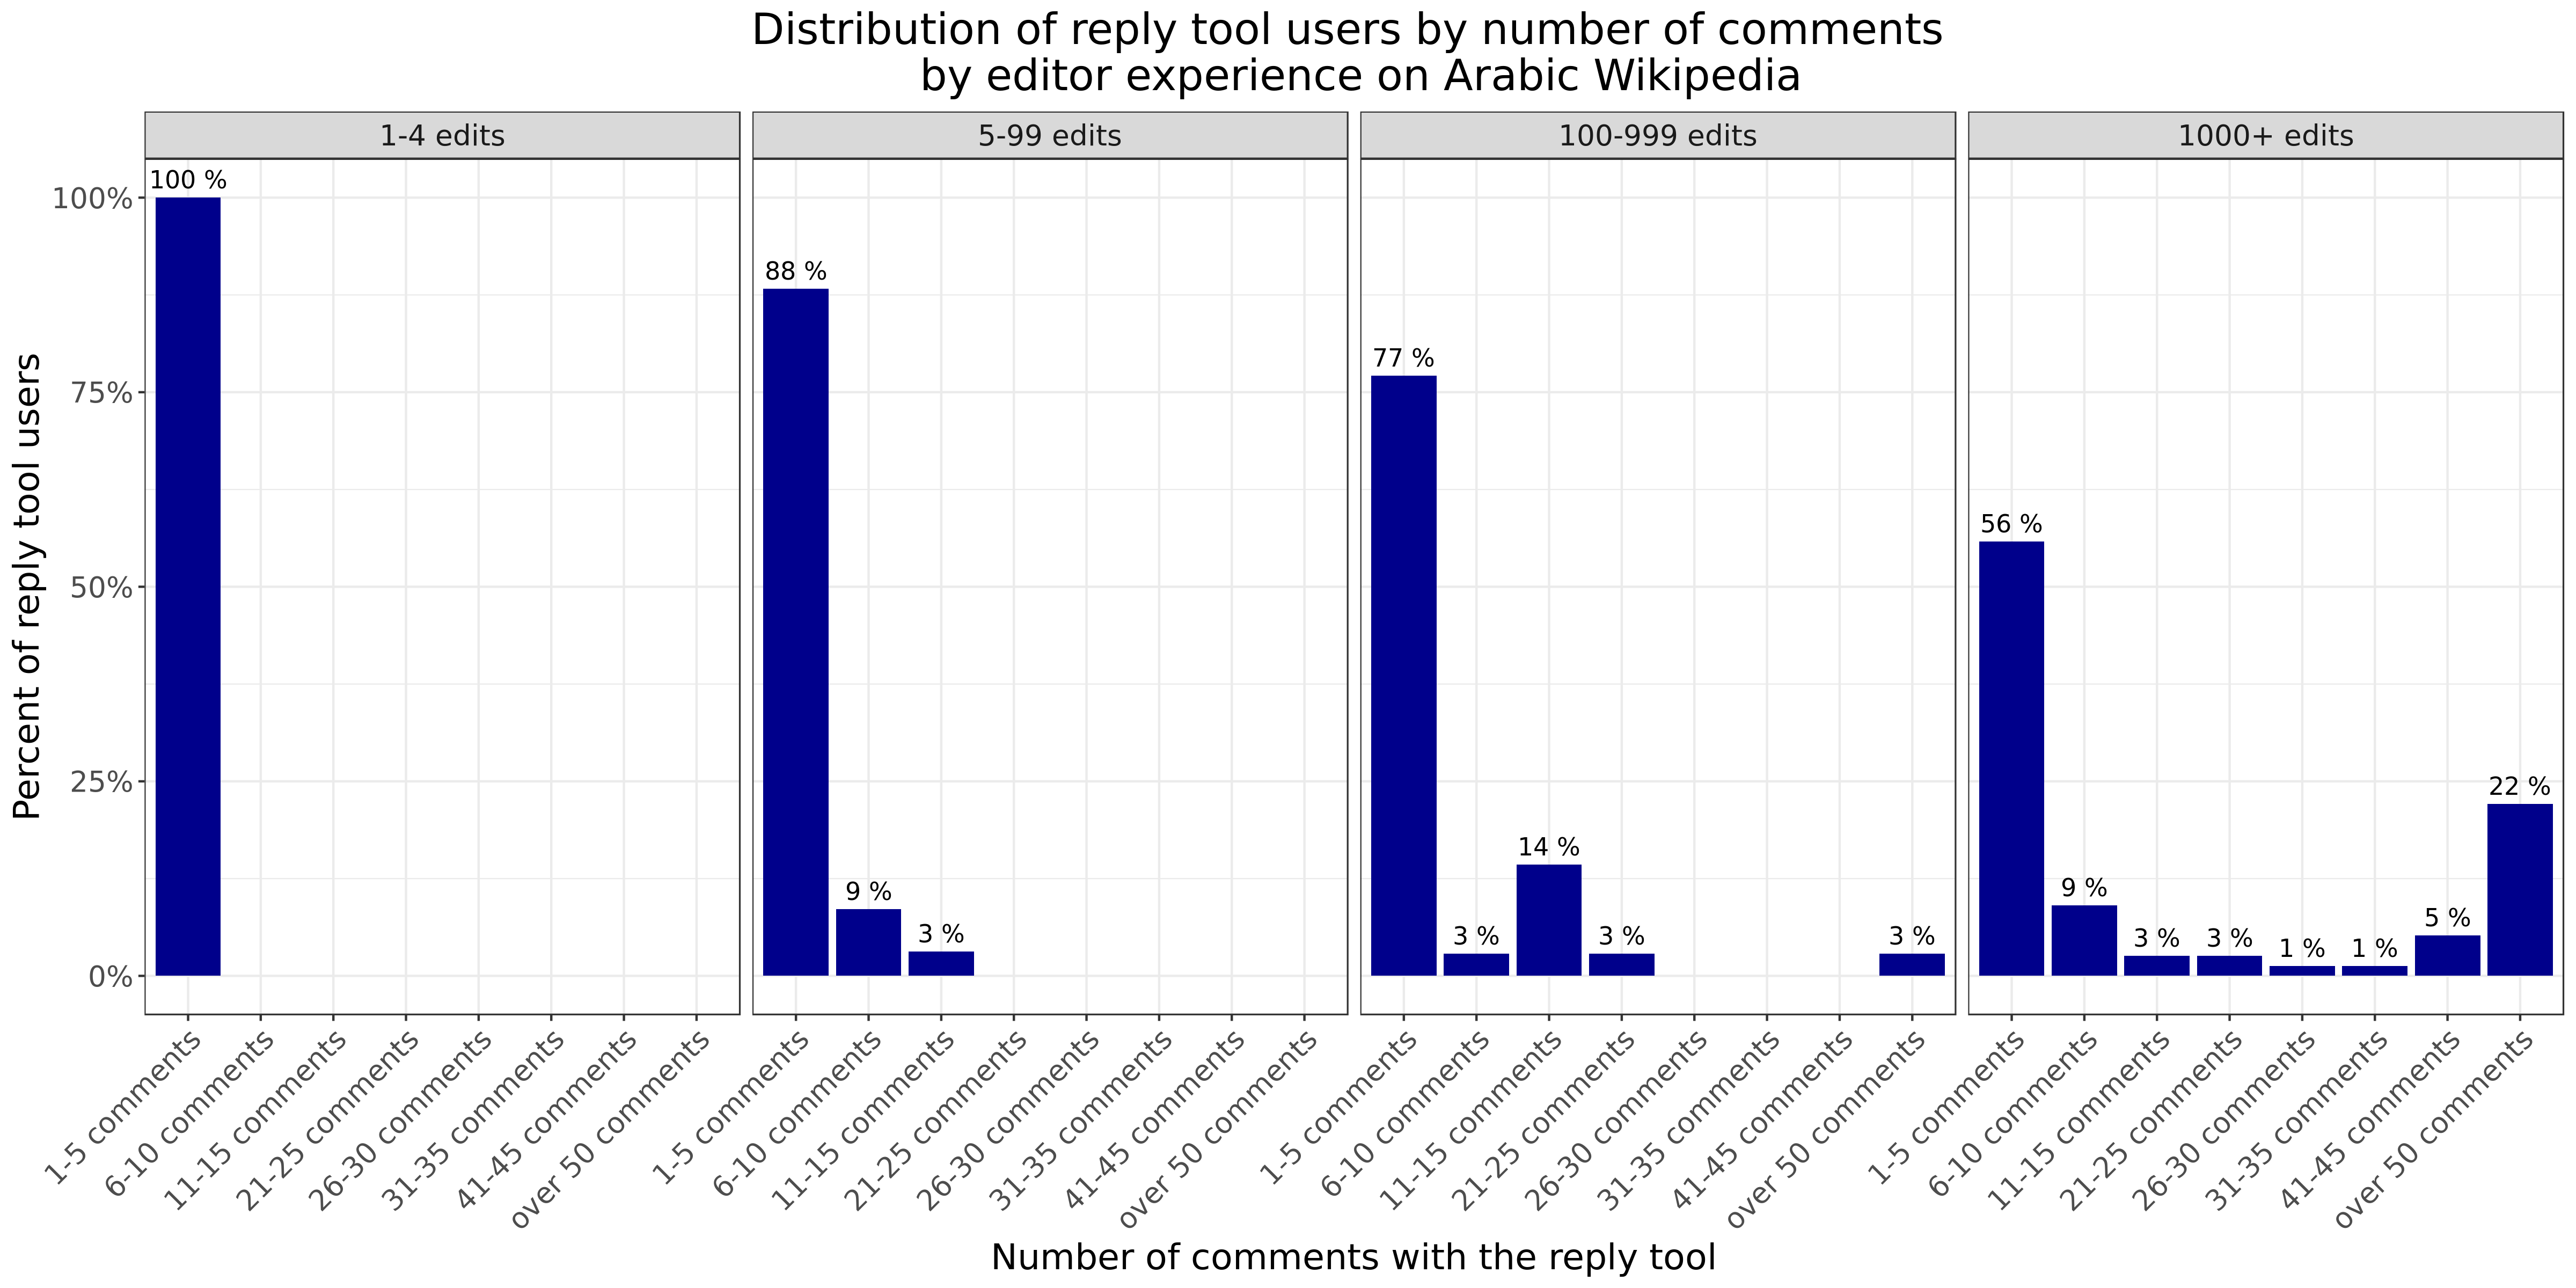 Distribution of reply tool users by number of comments
by editor experience on Arabic Wikipedia
1-4 edits
5-99 edits
100-999 edits
1000+ edits
Percent of reply tool users
100%
75%
50%
25%
0%
100 %
88 %
9 %
3 %
77 %
3 %
14 %
3 %
3 %
56 %
9 %
3 %
3 %
1 %
1 %
5 %
22 %
1-5 comments
6-10 comments
11-15 comments
21-25 comments
26-30 comments
31-35 comments
41-45 comments
over 50 comments
1-5 comments
6-10 comments
11-15 comments
21-25 comments
26-30 comments
31-35 comments
41-45 comments
over 50 comments
1-5 comments
6-10 comments
11-15 comments
21-25 comments
26-30 comments
31-35 comments
41-45 comments
over 50 comments
1-5 comments
6-10 comments
11-15 comments
21-25 comments
26-30 comments
31-35 comments
41-45 comments
over 50 comments
Number of comments with the reply tool